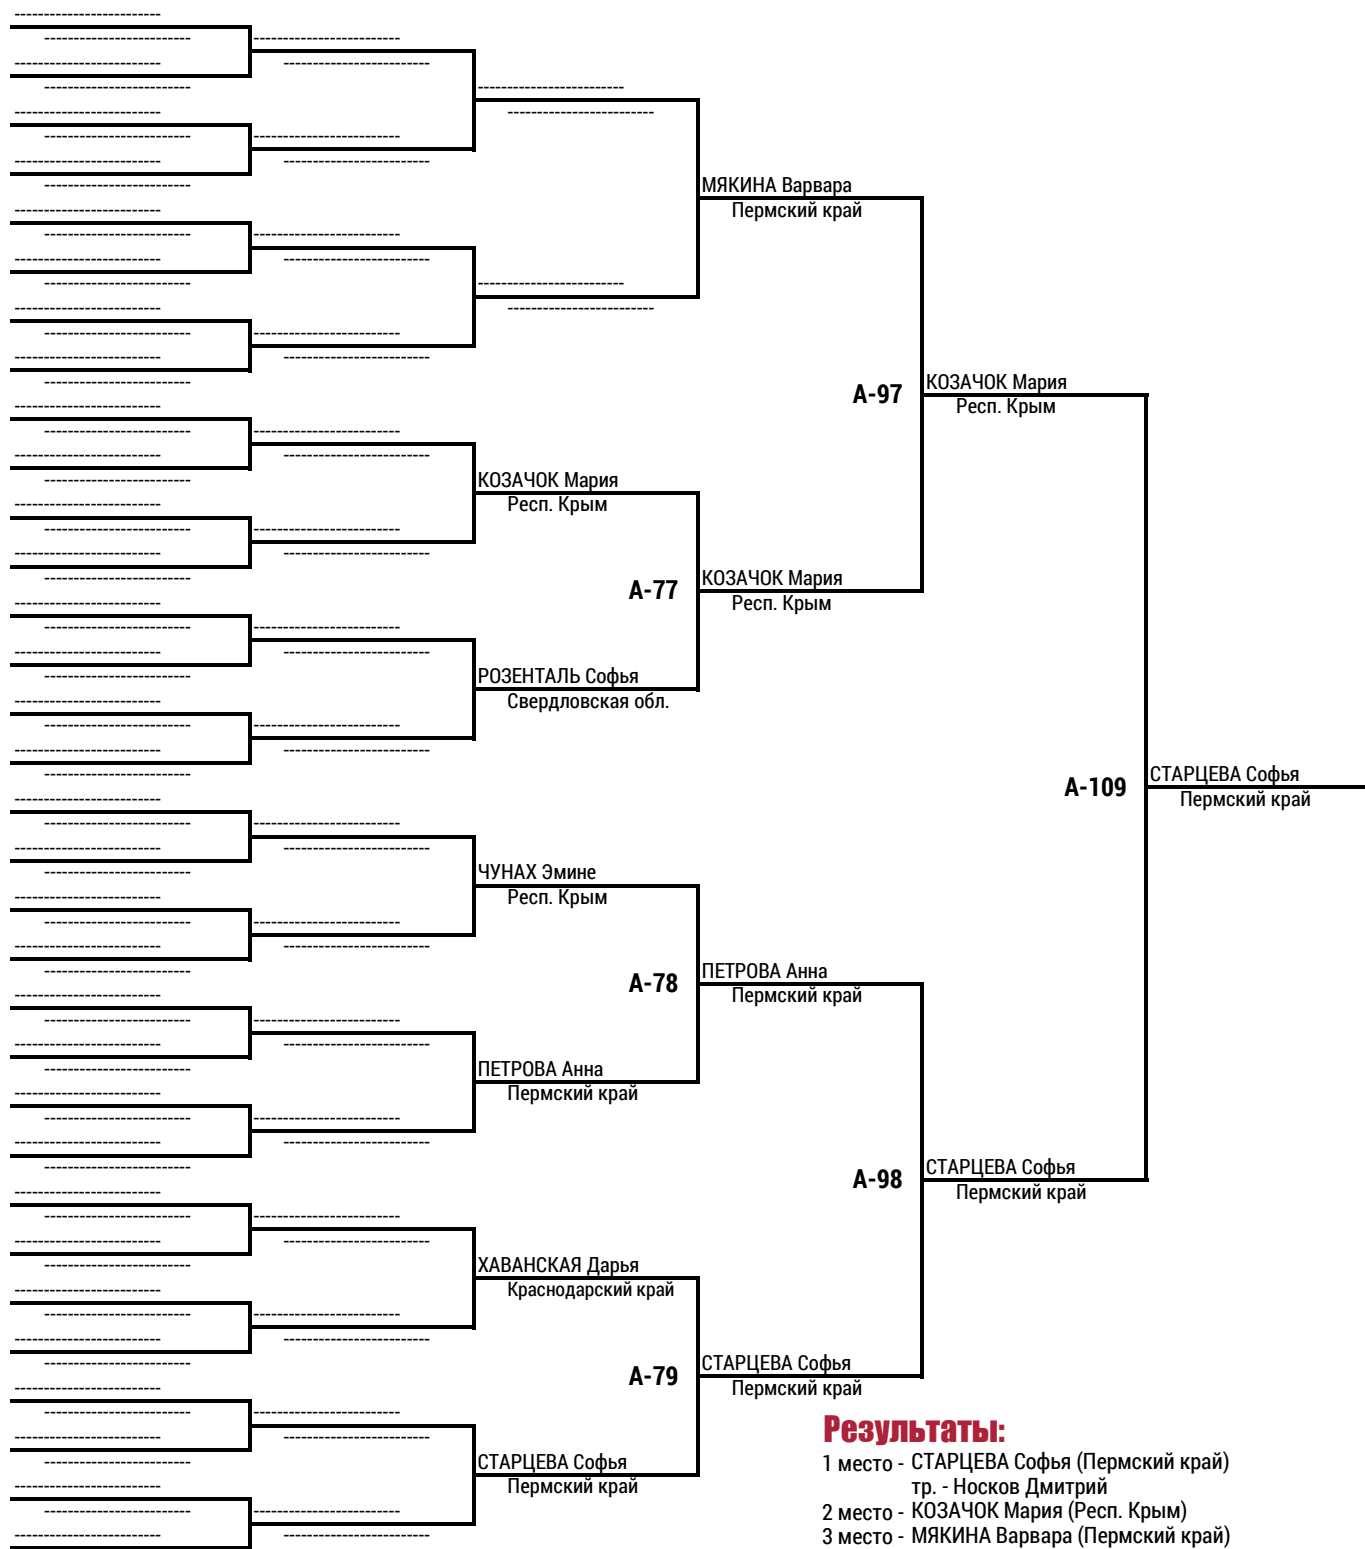 МЯКИНА Варвара
Пермский край
А-97
КОЗАЧОК Мария
Респ. Крым
КОЗАЧОК Мария
Респ. Крым
А-77
КОЗАЧОК Мария
Респ. Крым
РОЗЕНТАЛЬ Софья
Свердловская обл.
А-109
СТАРЦЕВА Софья
Пермский край
ЧУНАХ Эмине
Респ. Крым
А-78
ПЕТРОВА Анна
Пермский край
ПЕТРОВА Анна
Пермский край
А-98
СТАРЦЕВА Софья
Пермский край
ХАВАНСКАЯ Дарья
Краснодарский край
А-79
СТАРЦЕВА Софья
Пермский край
СТАРЦЕВА Софья
Пермский край
Результаты:
1 место - СТАРЦЕВА Софья (Пермский край)
тр. - Носков Дмитрий
2 место - КОЗАЧОК Мария (Респ. Крым)
3 место - МЯКИНА Варвара (Пермский край)